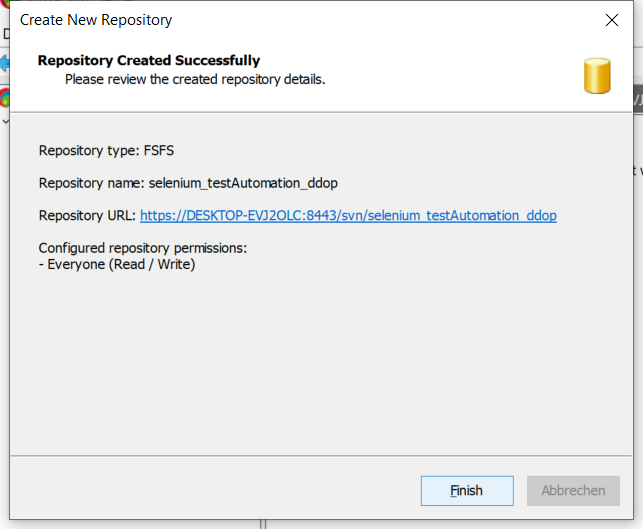 Create New Repository
Repository Created Successfully
Please review the created repository details.
Repository type: FSFS
Repository name: selenium_testAutomation_ddop
Repository URL: https://DESKTOP-EVJ2OLC:8443/svn/selenium_testAutomation_ddop
Configured repository permissions:
- Everyone (Read / Write)
Finish
Abbrechen